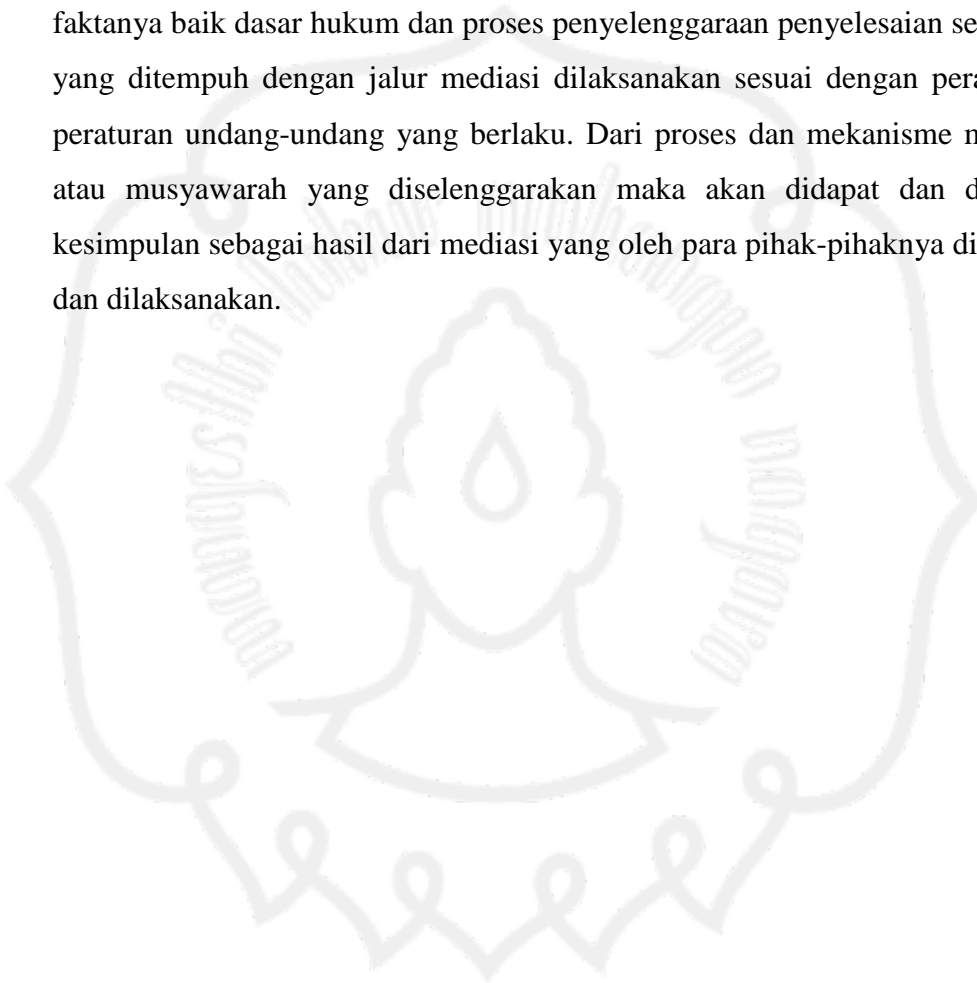 faktanya baik dasar hukum dan proses penyelenggaraan penyelesaian se
yang ditempuh dengan jalur mediasi dilaksanakan sesuai dengan pera
peraturan undang-undang yang berlaku. Dari proses dan mekanisme
atau musyawarah yang diselenggarakan maka akan didapat dan d
kesimpulan sebagai hasil dari mediasi yang oleh para pihak-pihaknya di
dan dilaksanakan.